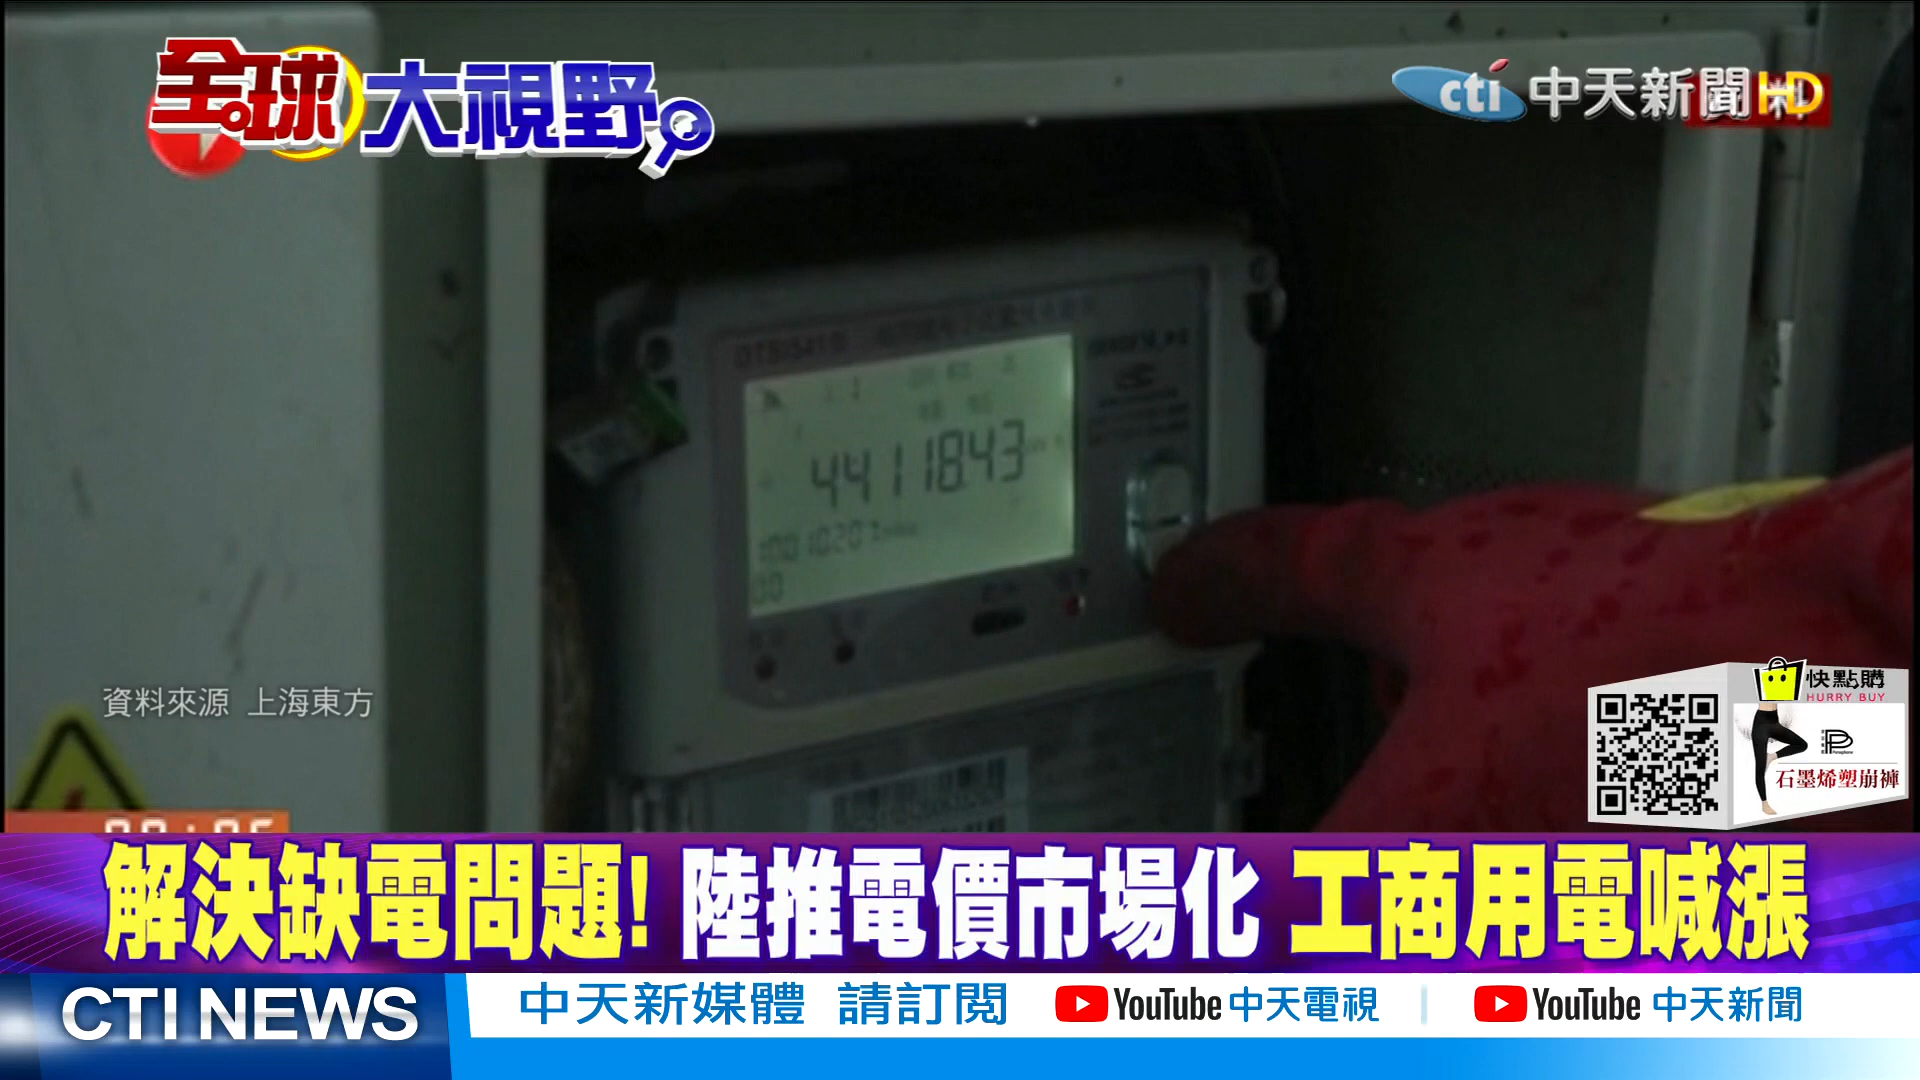 全球大視野
cti 中天新聞HD
44118.43
資料來源 上海東方
快點購
HURRY BUY
石墨烯塑崩褲
解決缺電問題! 陸推電價市場化 工商用電喊漲
CTI NEWS
中天新媒體 請訂閱 YouTube 中天電視 YouTube 中天新聞